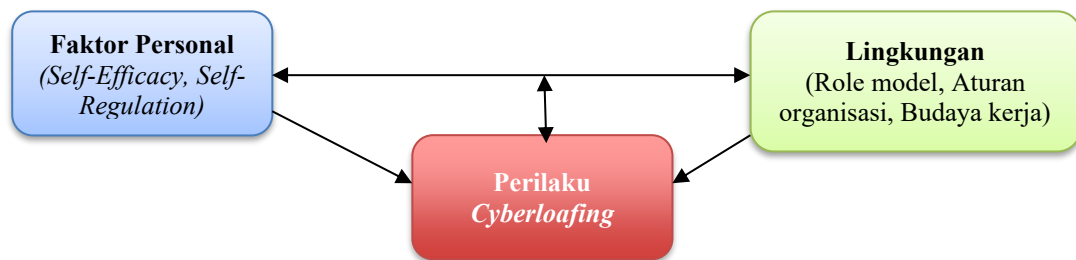 Faktor Personal
(Self-Efficacy, Self-
Regulation)
Lingkungan
(Role model, Aturan
organisasi, Budaya kerja)
Perilaku
Cyberloafing